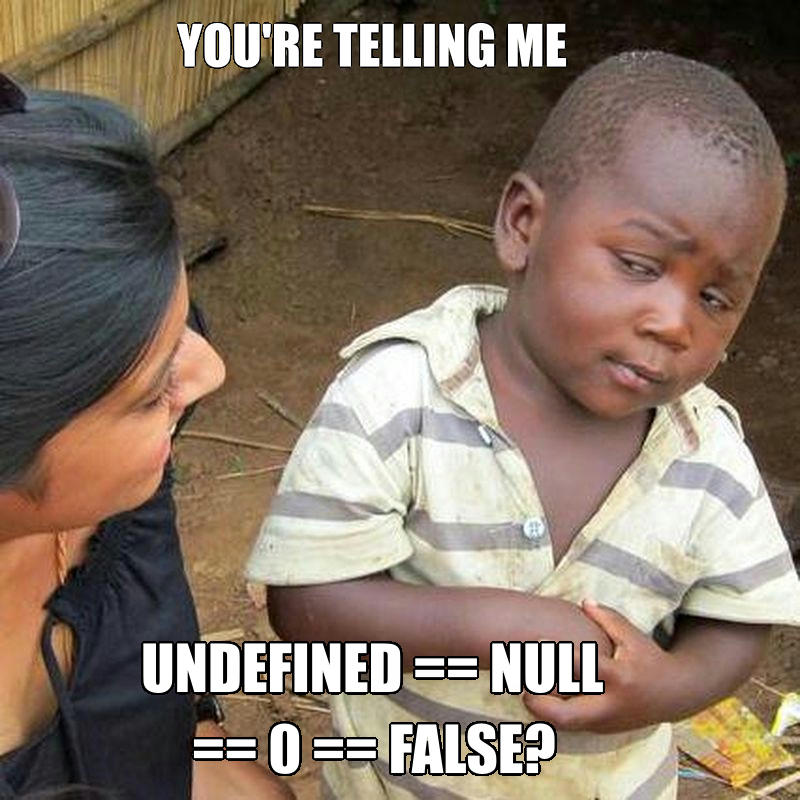 YOU'RE TELLING ME
UNDEFINED == NULL
== 0 == FALSE?